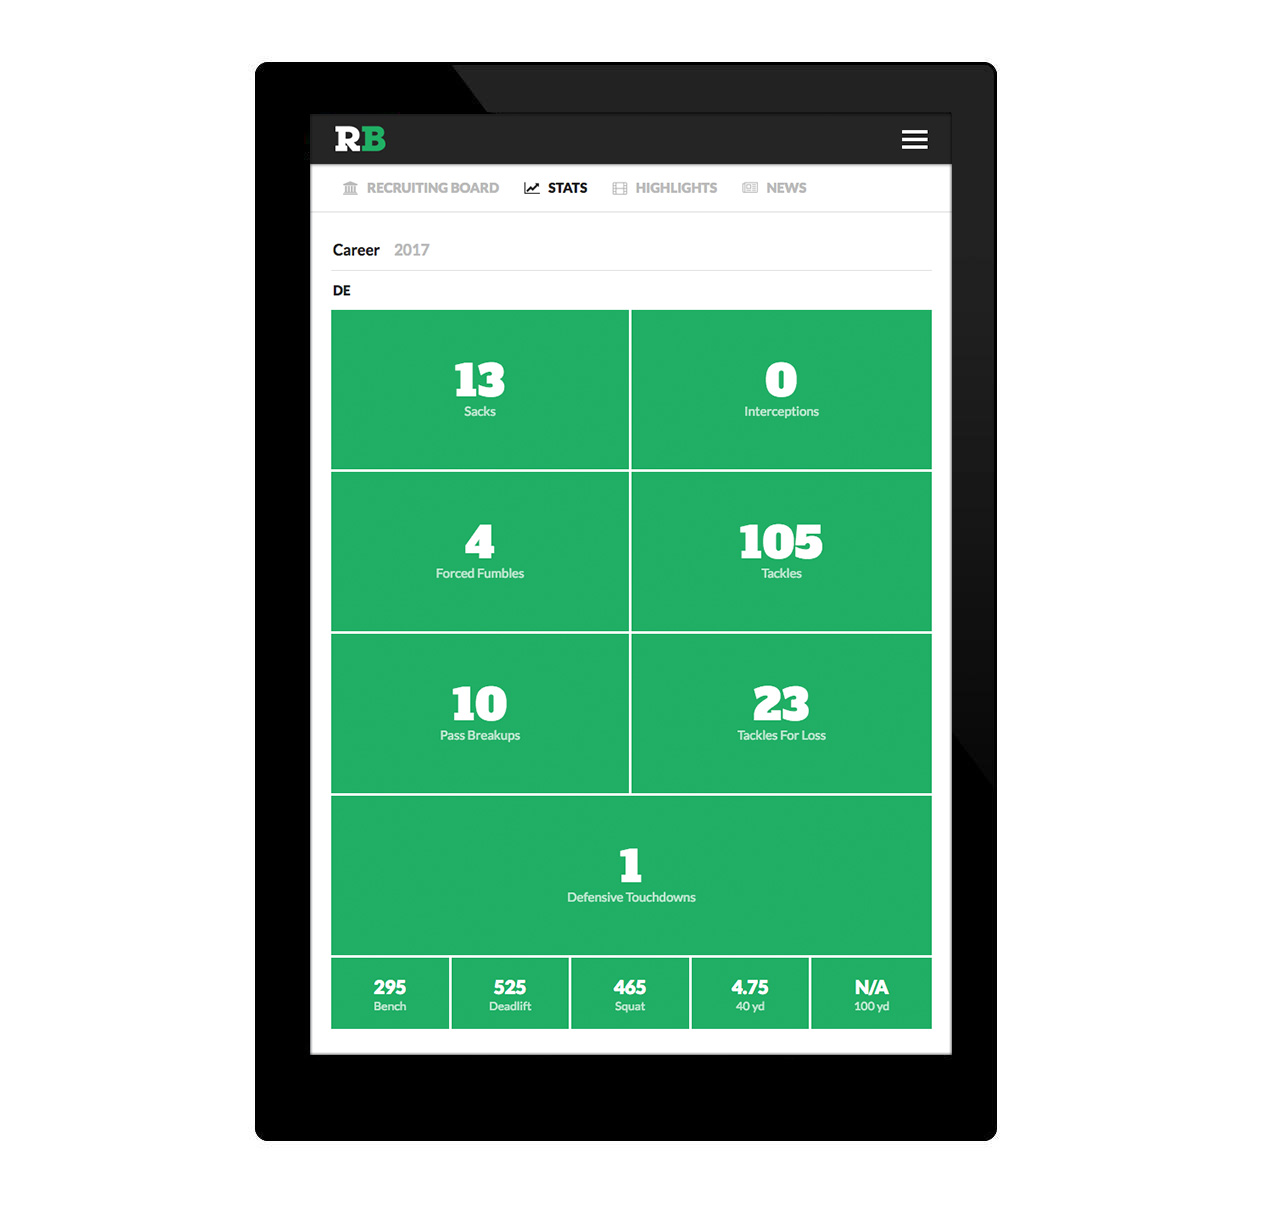 RB
RECRUITING BOARD STATS HIGHLIGHTS NEWS
Career 2017
DE
13 0
Sacks Interceptions
4 105
Forced Fumbles Tackles
10 23
Pass Breakups Tackles For Loss
1
Defensive Touchdowns
295 525 465 4.75 N/A
Bench Deadlift Squat 40 yd 100 yd